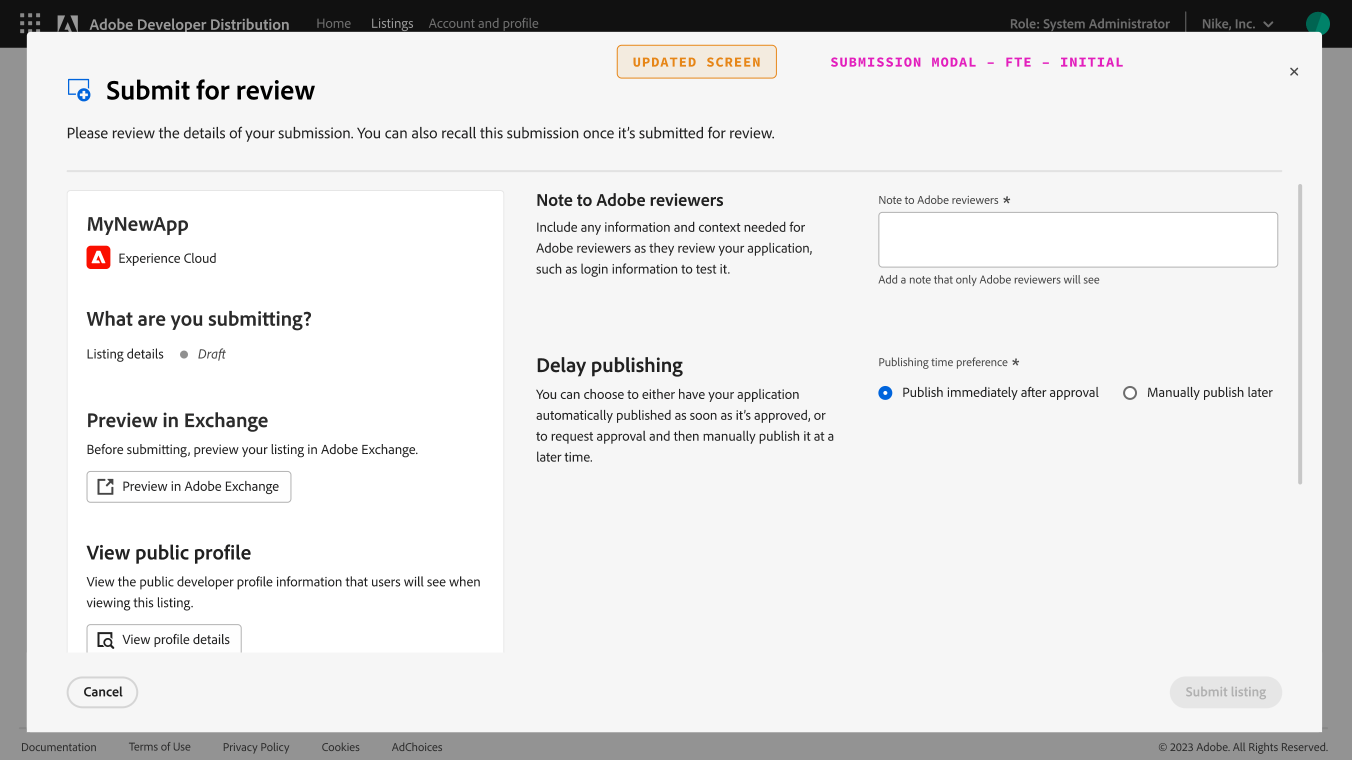 Adobe Developer Distribution
Home
Listings
Account and profile
Role: System Administrator
Nike, Inc.
UPDATED SCREEN
SUBMISSION MODAL – FTE – INITIAL
Submit for review
Please review the details of your submission. You can also recall this submission once it’s submitted for review.
MyNewApp
Experience Cloud
What are you submitting?
Listing details
Draft
Preview in Exchange
Before submitting, preview your listing in Adobe Exchange.
Preview in Adobe Exchange
View public profile
View the public developer profile information that users will see when
viewing this listing.
View profile details
Note to Adobe reviewers
Include any information and context needed for
Adobe reviewers as they review your application,
such as login information to test it.
Note to Adobe reviewers *
Add a note that only Adobe reviewers will see
Delay publishing
You can choose to either have your application
automatically published as soon as it’s approved, or
to request approval and then manually publish it at a
later time.
Publishing time preference *
Publish immediately after approval
Manually publish later
Cancel
Submit listing
Documentation
Terms of Use
Privacy Policy
Cookies
AdChoices
© 2023 Adobe. All Rights Reserved.